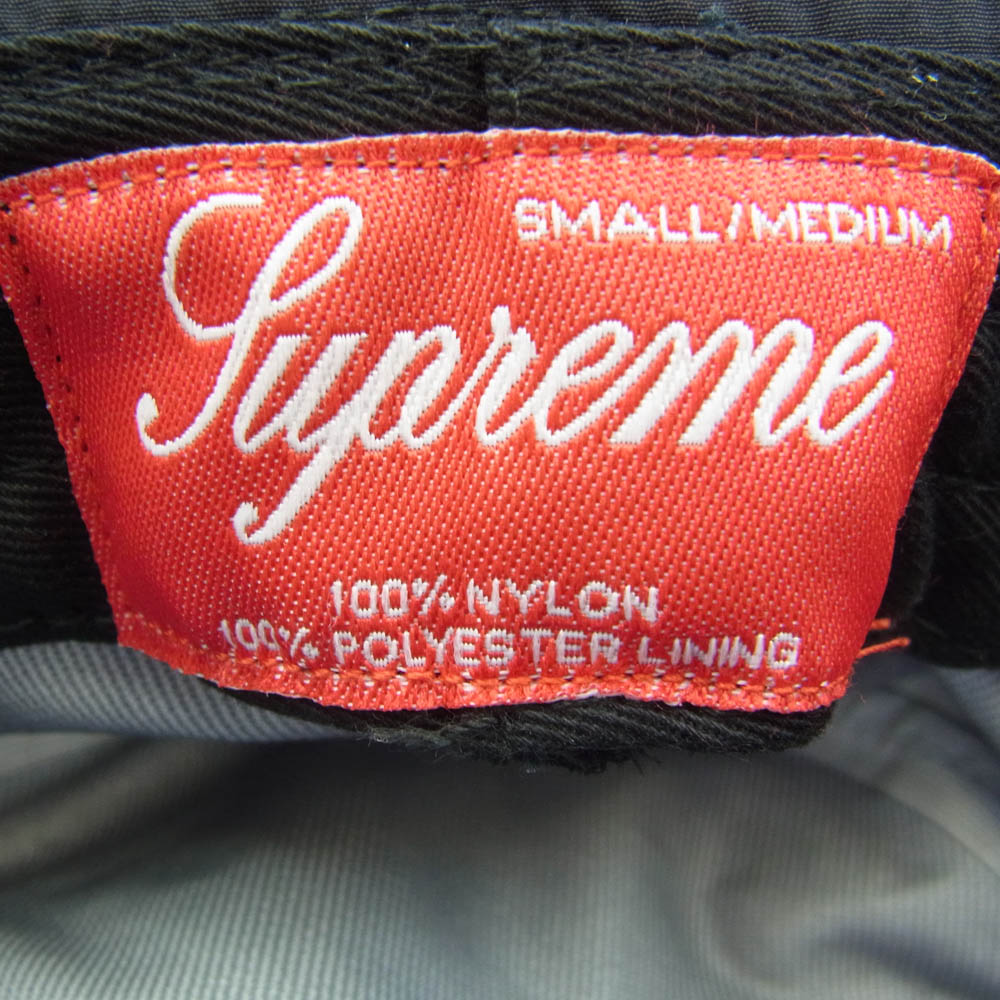 SMALL/MEDIUM
Supreme
100% NYLON
100% POLYESTER LINING